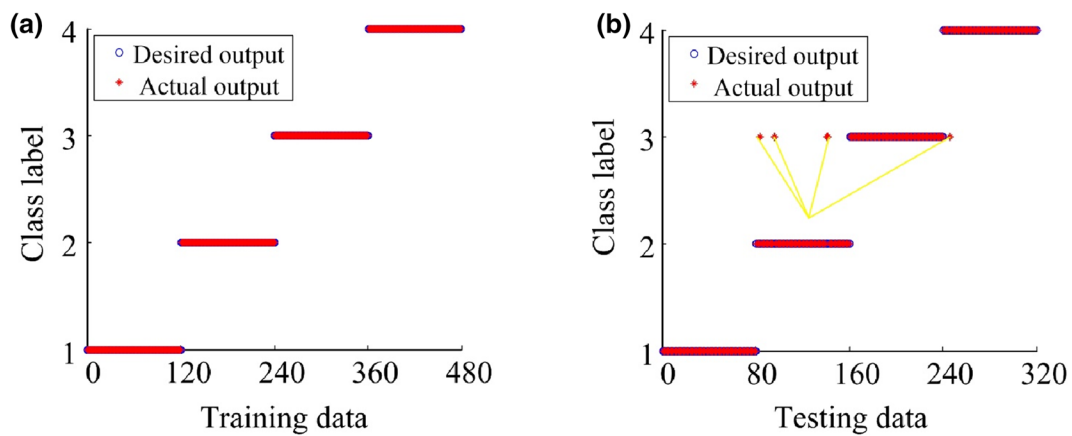 (a)
4
Desired output
Actual output
3
2
1
Class label
0 120 240 360 480
Training data
(b)
4
Desired output
Actual output
3
2
1
Class label
0 80 160 240 320
Testing data